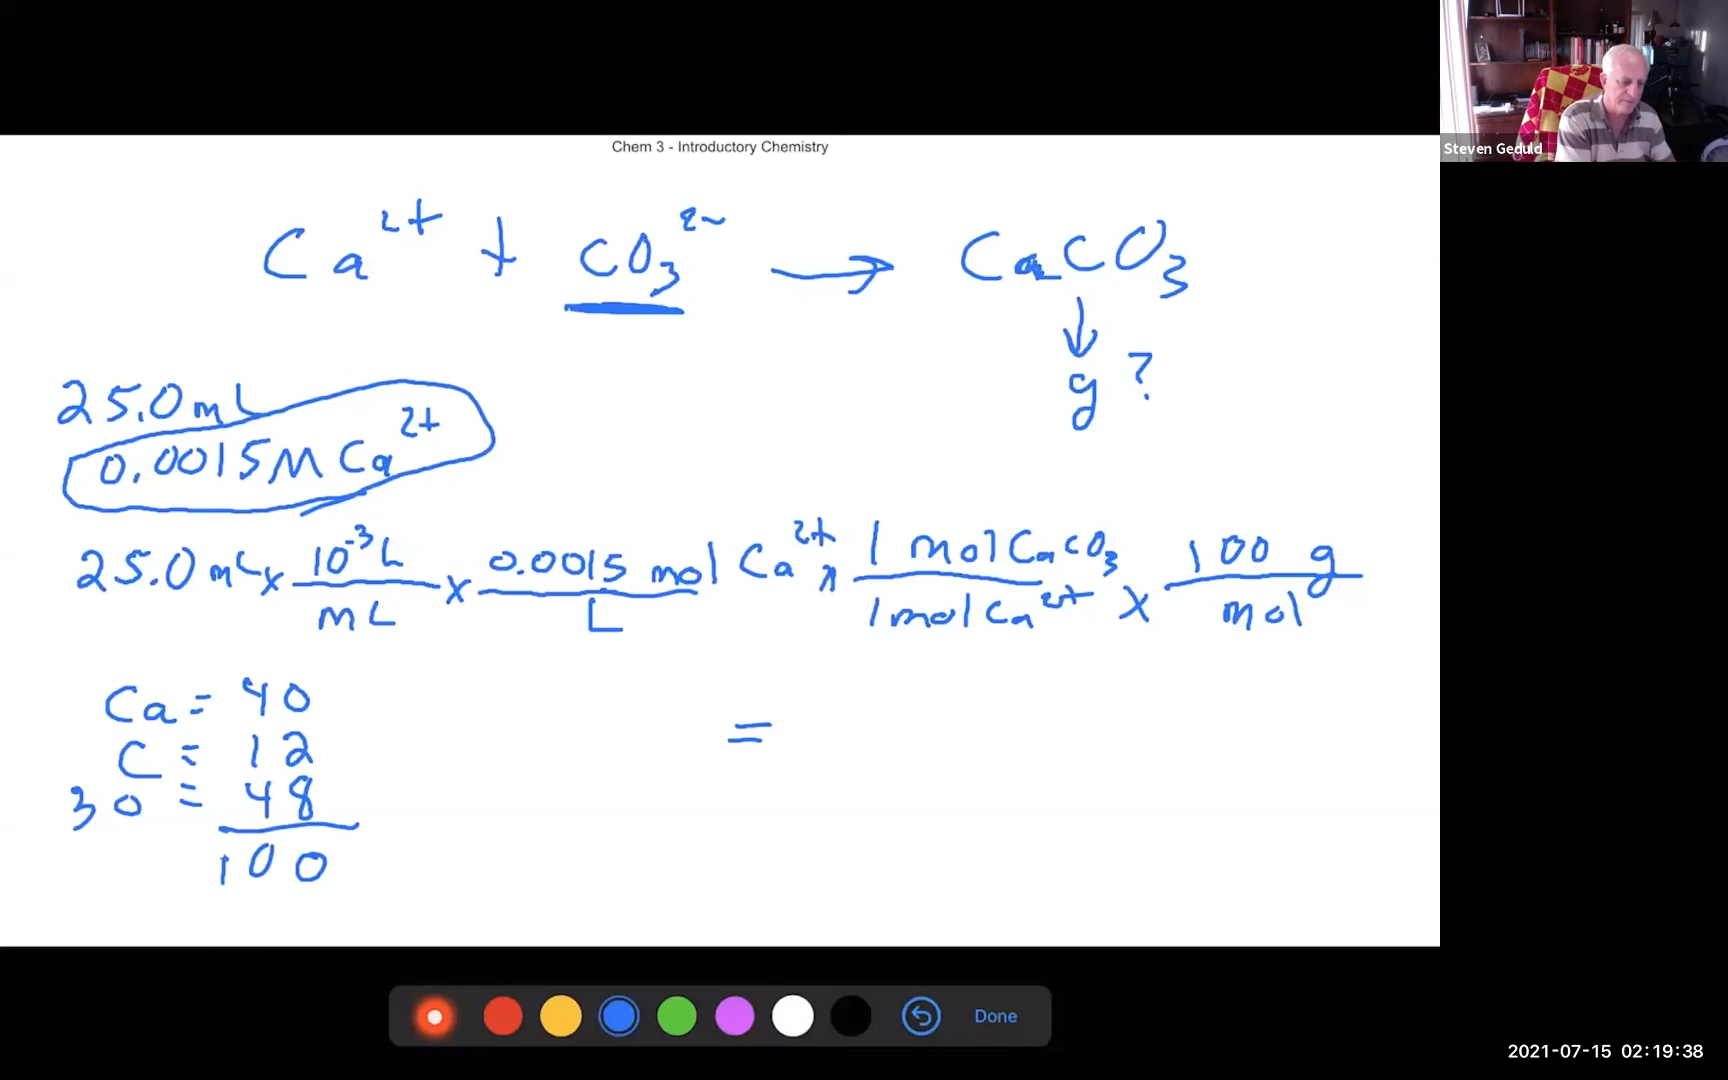 Chem 3 - Introductory Chemistry
Steven Geduld
Ca²⁺ + CO₃²⁻ → CaCO₃
↓
g ?
25.0 mL
0.0015 M Ca²⁺
25.0 mL x 10⁻³ L / mL x 0.0015 mol Ca²⁺ / L x 1 mol CaCO₃ / 1 mol Ca²⁺ x 100 g / mol
Ca = 40
C = 12
3 O = 48
100
=
Done
2021-07-15 02:19:38